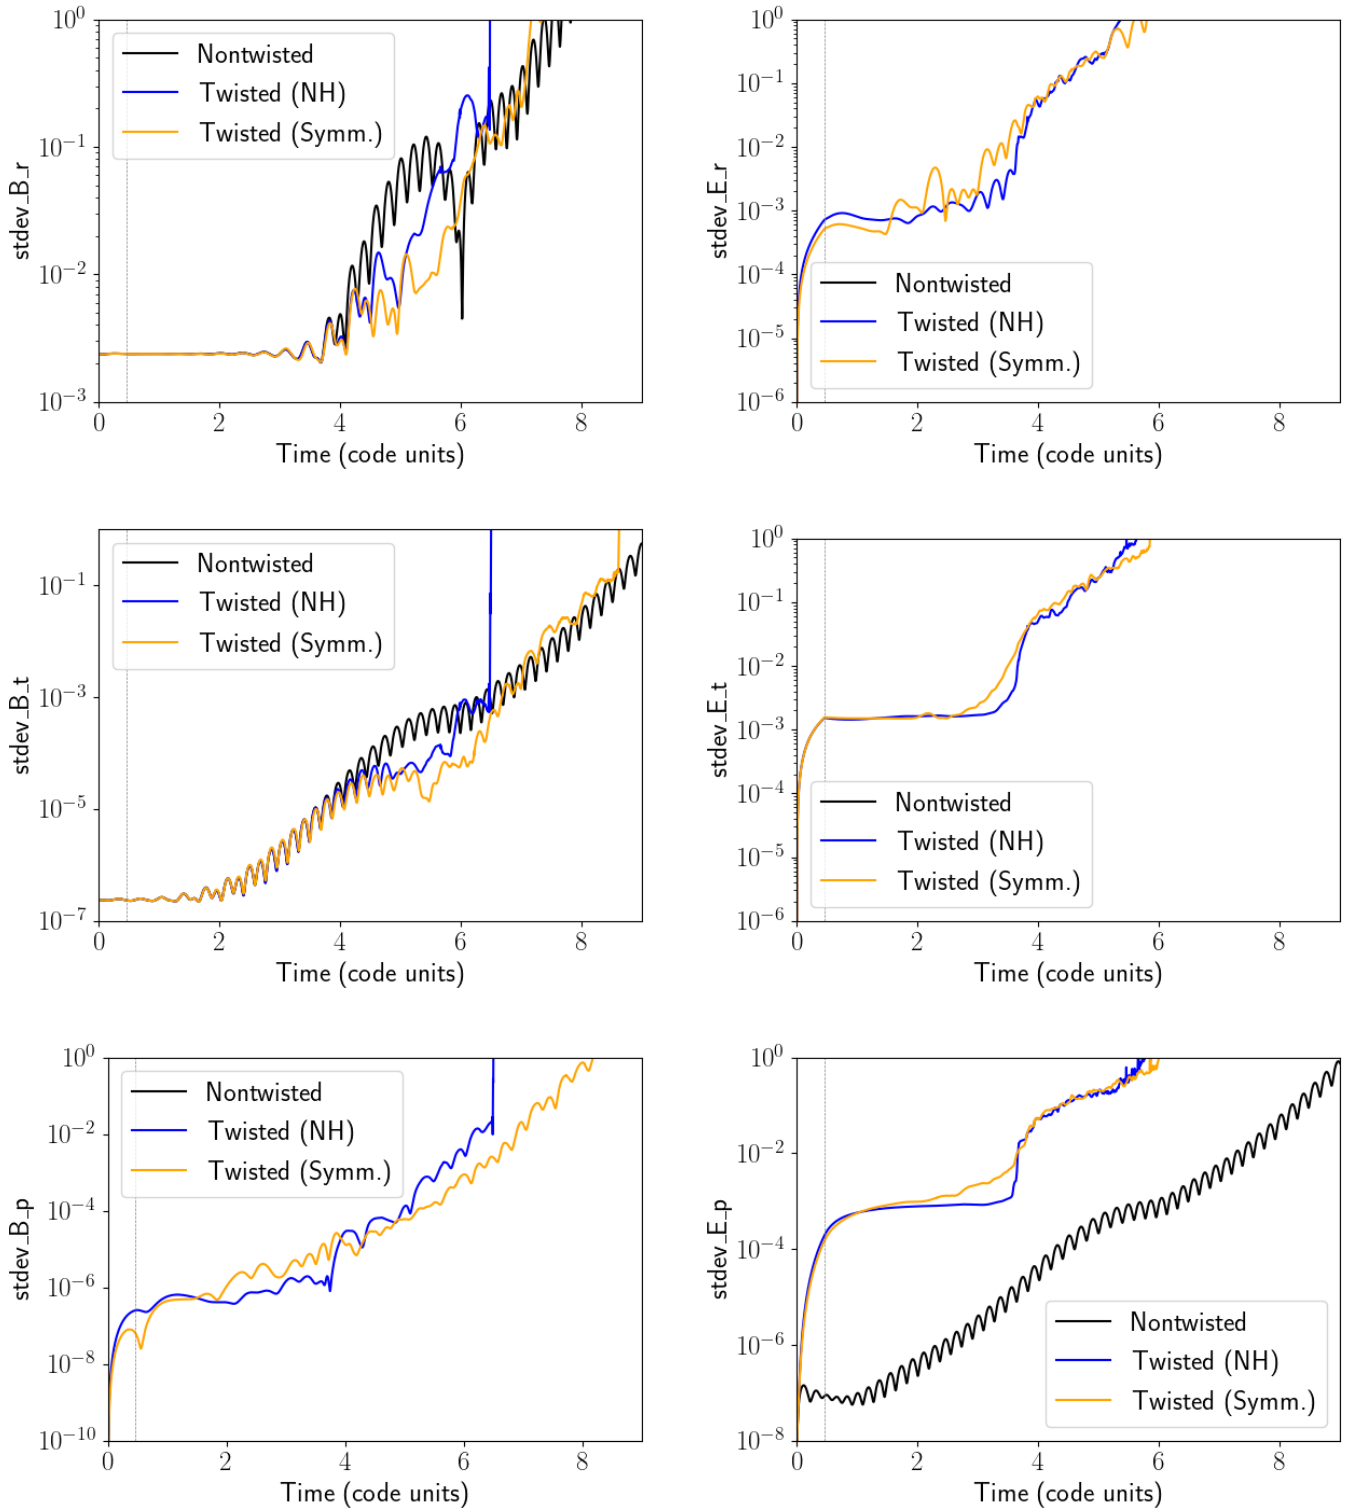 10^0
10^-1
10^-2
10^-3
stdev_B_r
Nontwisted
Twisted (NH)
Twisted (Symm.)
0 2 4 6 8
Time (code units)
10^0
10^-1
10^-2
10^-3
10^-4
10^-5
10^-6
stdev_E_r
Nontwisted
Twisted (NH)
Twisted (Symm.)
0 2 4 6 8
Time (code units)
10^-1
10^-3
10^-5
10^-7
stdev_B_t
Nontwisted
Twisted (NH)
Twisted (Symm.)
0 2 4 6 8
Time (code units)
10^0
10^-1
10^-2
10^-3
10^-4
10^-5
10^-6
stdev_E_t
Nontwisted
Twisted (NH)
Twisted (Symm.)
0 2 4 6 8
Time (code units)
10^0
10^-2
10^-4
10^-6
10^-8
10^-10
stdev_B_p
Nontwisted
Twisted (NH)
Twisted (Symm.)
0 2 4 6 8
Time (code units)
10^0
10^-2
10^-4
10^-6
10^-8
stdev_E_p
Nontwisted
Twisted (NH)
Twisted (Symm.)
0 2 4 6 8
Time (code units)